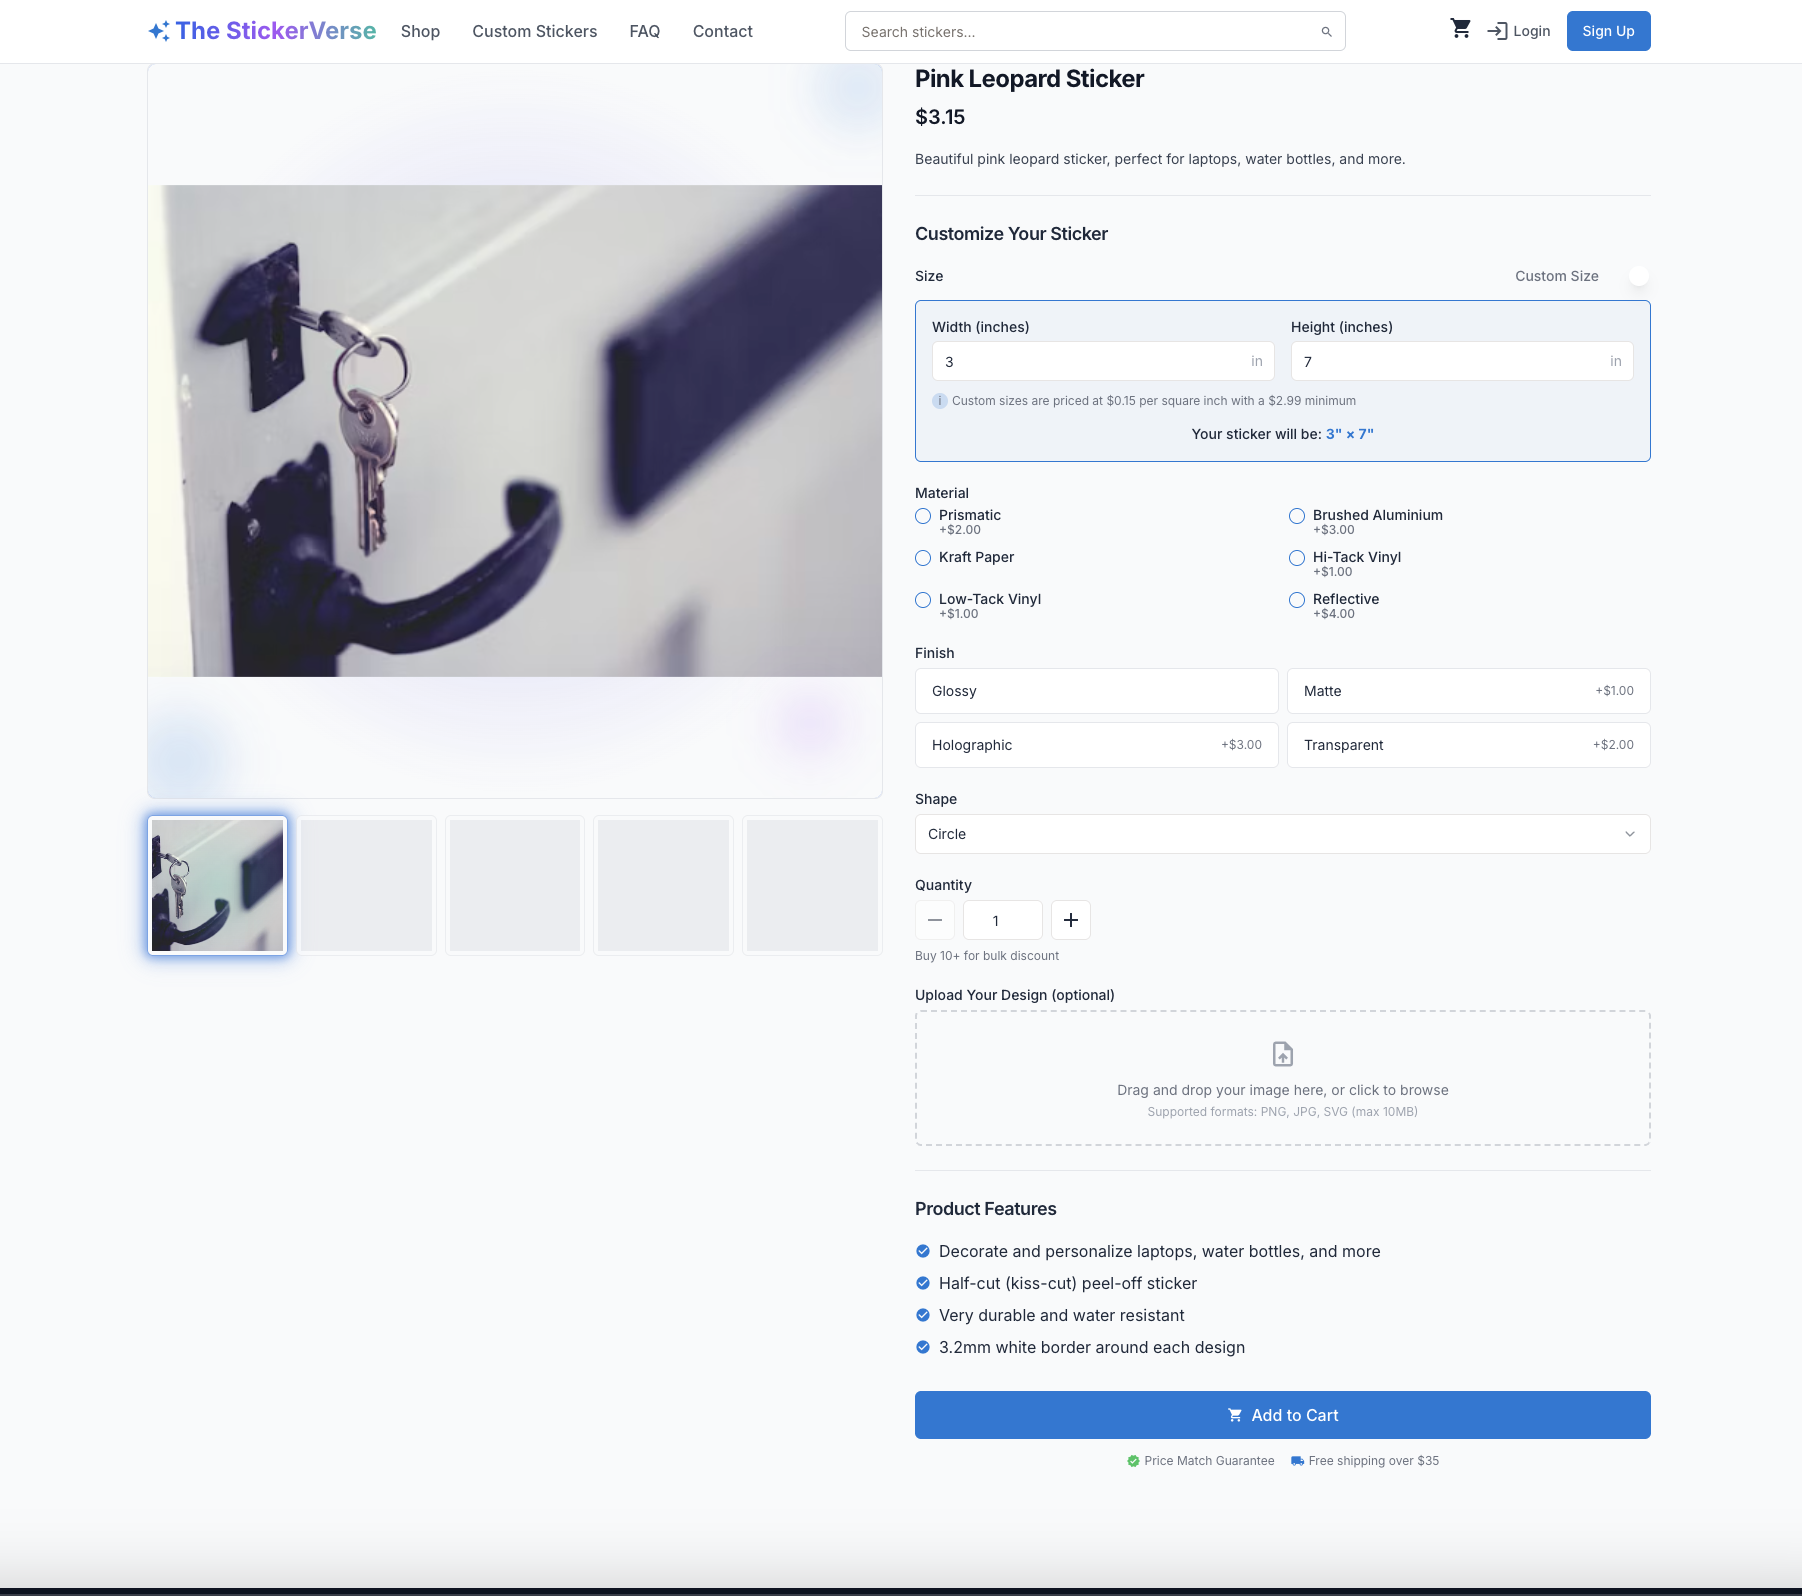 The StickerVerse
Shop
Custom Stickers
FAQ
Contact
Search stickers...
Login
Sign Up
Pink Leopard Sticker
$3.15
Beautiful pink leopard sticker, perfect for laptops, water bottles, and more.
Customize Your Sticker
Size
Custom Size
Width (inches)
Height (inches)
3 in
7 in
i Custom sizes are priced at $0.15 per square inch with a $2.99 minimum
Your sticker will be: 3" × 7"
Material
Prismatic
+$2.00
Brushed Aluminium
+$3.00
Kraft Paper
Hi-Tack Vinyl
+$1.00
Low-Tack Vinyl
+$1.00
Reflective
+$4.00
Finish
Glossy
Matte +$1.00
Holographic +$3.00
Transparent +$2.00
Shape
Circle
Quantity
1
Buy 10+ for bulk discount
Upload Your Design (optional)
Drag and drop your image here, or click to browse
Supported formats: PNG, JPG, SVG (max 10MB)
Product Features
Decorate and personalize laptops, water bottles, and more
Half-cut (kiss-cut) peel-off sticker
Very durable and water resistant
3.2mm white border around each design
Add to Cart
Price Match Guarantee
Free shipping over $35